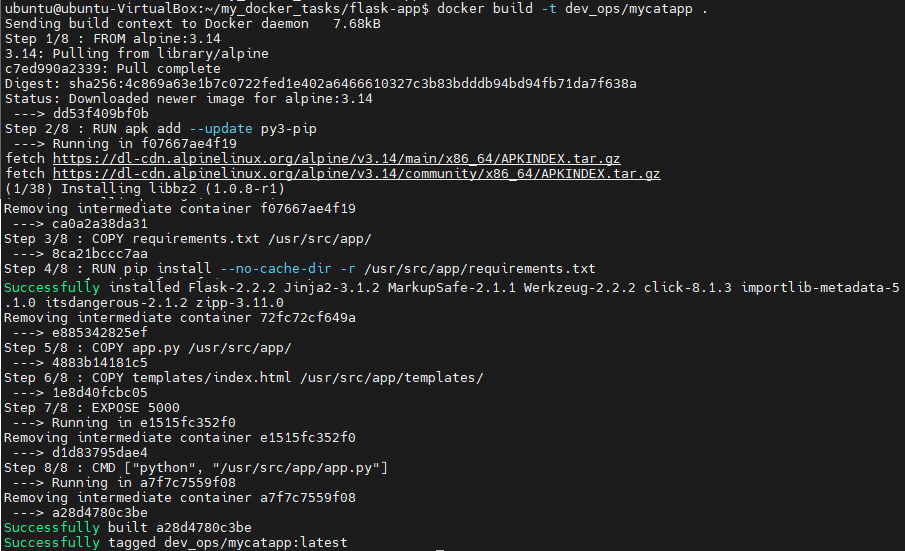 ubuntu@ubuntu-VirtualBox:~/my_docker_tasks/flask-app$ docker build -t dev_ops/mycatapp .
Sending build context to Docker daemon   7.68kB
Step 1/8 : FROM alpine:3.14
3.14: Pulling from library/alpine
c7ed990a2339: Pull complete
Digest: sha256:4c869a63e1b7c0722fed1e402a6466610327c3b83bdddb94bd94fb71da7f638a
Status: Downloaded newer image for alpine:3.14
 ---> dd53f409bf0b
Step 2/8 : RUN apk add --update py3-pip
 ---> Running in f07667ae4f19
fetch https://dl-cdn.alpinelinux.org/alpine/v3.14/main/x86_64/APKINDEX.tar.gz
fetch https://dl-cdn.alpinelinux.org/alpine/v3.14/community/x86_64/APKINDEX.tar.gz
(1/38) Installing libbz2 (1.0.8-r1)
Removing intermediate container f07667ae4f19
 ---> ca0a2a38da31
Step 3/8 : COPY requirements.txt /usr/src/app/
 ---> 8ca21bccc7aa
Step 4/8 : RUN pip install --no-cache-dir -r /usr/src/app/requirements.txt
Successfully installed Flask-2.2.2 Jinja2-3.1.2 MarkupSafe-2.1.1 Werkzeug-2.2.2 click-8.1.3 importlib-metadata-5
.1.0 itsdangerous-2.1.2 zipp-3.11.0
Removing intermediate container 72fc72cf649a
 ---> e885342825ef
Step 5/8 : COPY app.py /usr/src/app/
 ---> 4883b14181c5
Step 6/8 : COPY templates/index.html /usr/src/app/templates/
 ---> 1e8d40fcbc05
Step 7/8 : EXPOSE 5000
 ---> Running in e1515fc352f0
Removing intermediate container e1515fc352f0
 ---> d1d83795dae4
Step 8/8 : CMD ["python", "/usr/src/app/app.py"]
 ---> Running in a7f7c7559f08
Removing intermediate container a7f7c7559f08
 ---> a28d4780c3be
Successfully built a28d4780c3be
Successfully tagged dev_ops/mycatapp:latest